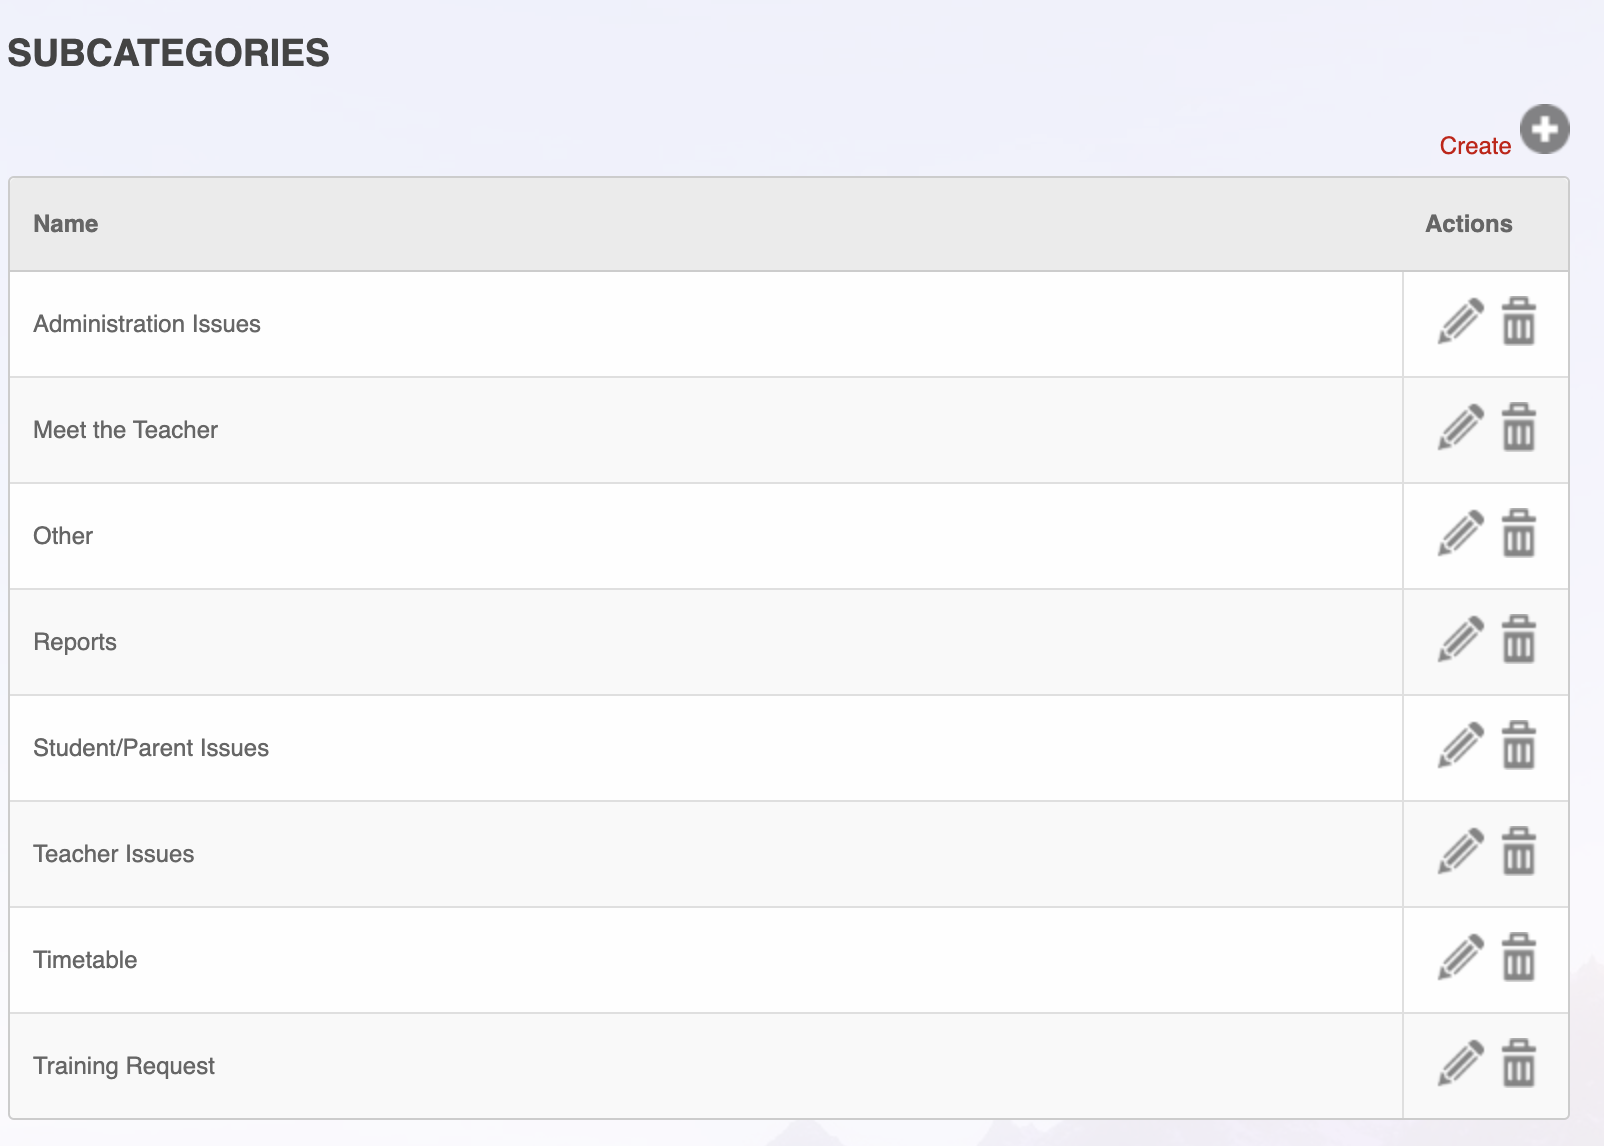 SUBCATEGORIES
Create
Name Actions
Administration Issues
Meet the Teacher
Other
Reports
Student/Parent Issues
Teacher Issues
Timetable
Training Request